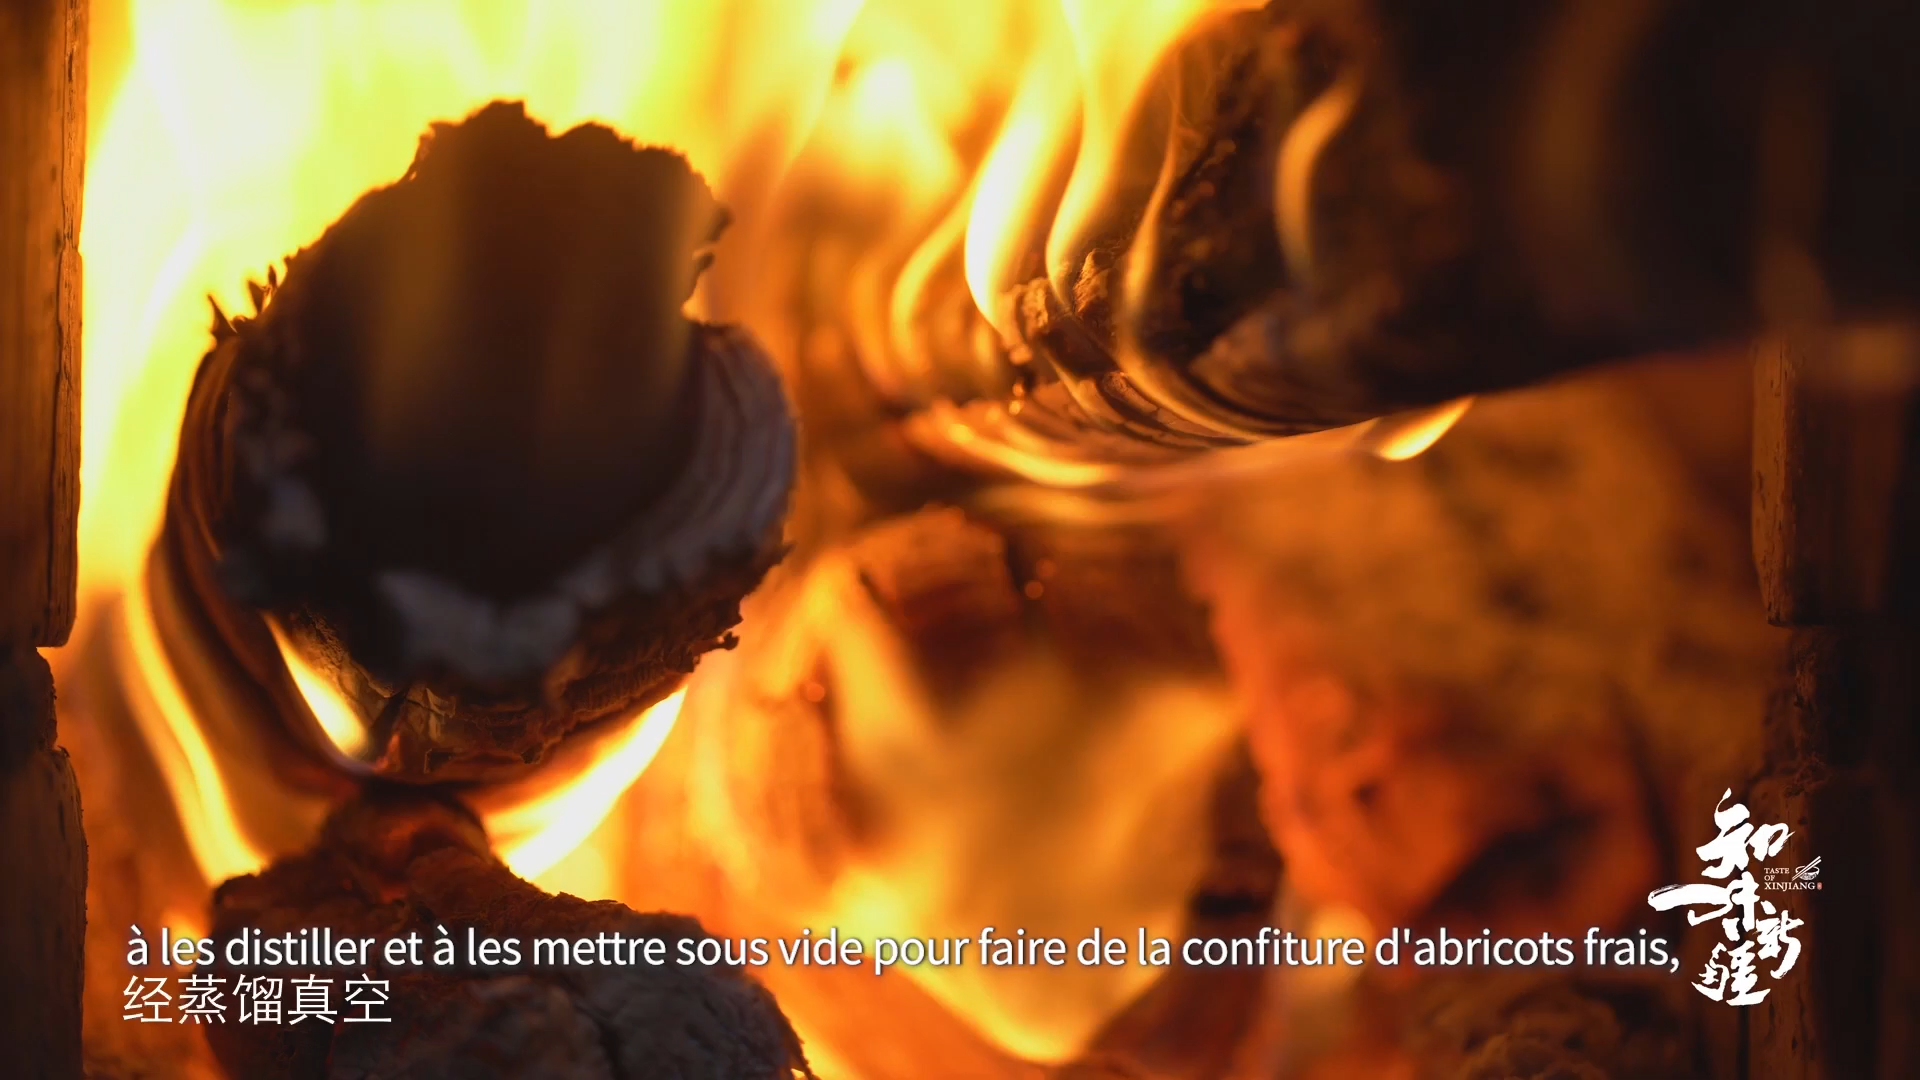 知味新疆
TASTE
OF
XINJIANG
à les distiller et à les mettre sous vide pour faire de la confiture d'abricots frais,
经蒸馏真空